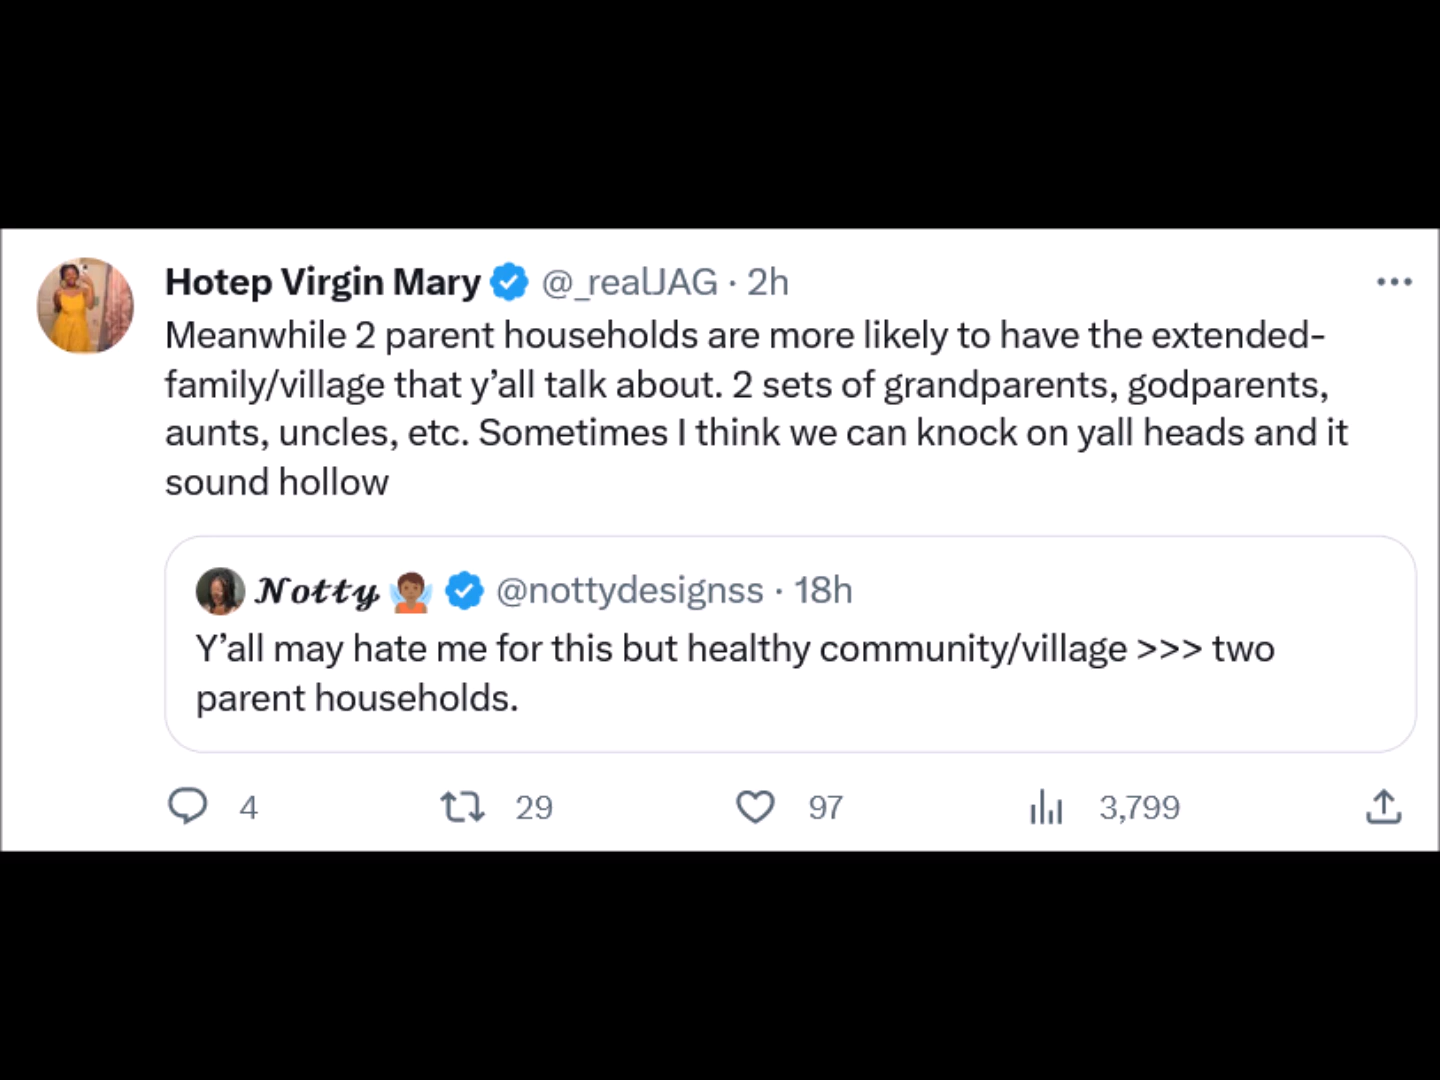 Hotep Virgin Mary @_realJAG · 2h
Meanwhile 2 parent households are more likely to have the extended-
family/village that y’all talk about. 2 sets of grandparents, godparents,
aunts, uncles, etc. Sometimes I think we can knock on yall heads and it
sound hollow
𝓝𝓸𝓽𝓽𝔂 🧚🏾 @nottydesignss · 18h
Y’all may hate me for this but healthy community/village >>> two
parent households.
4 29 97 3,799